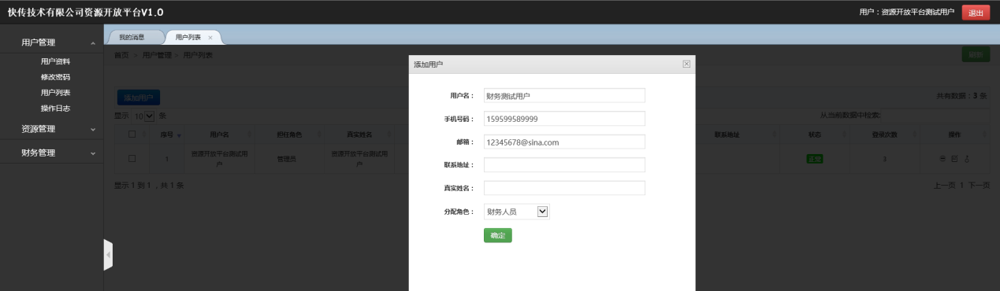 快传技术有限公司资源开放平台V1.0
用户：资源开放平台测试用户 退出
用户管理
用户资料
修改密码
用户列表
操作日志
资源管理
财务管理
我的消息 用户列表 ×
首页 > 用户管理 > 用户列表
刷新
添加用户
共有数据：3 条
显示 10 条
从当前数据中检索:
序号 用户名 担任角色 真实姓名 联系地址 状态 登录次数 操作
1 资源开放平台测试用户 管理员 资源开放平台测试用户 正常 3
显示 1 到 1 ，共 1 条
上一页 1 下一页
添加用户
用户名： 财务测试用户
手机号码： 159599589999
邮箱： 12345678@sina.com
联系地址：
真实姓名：
分配角色： 财务人员
确定